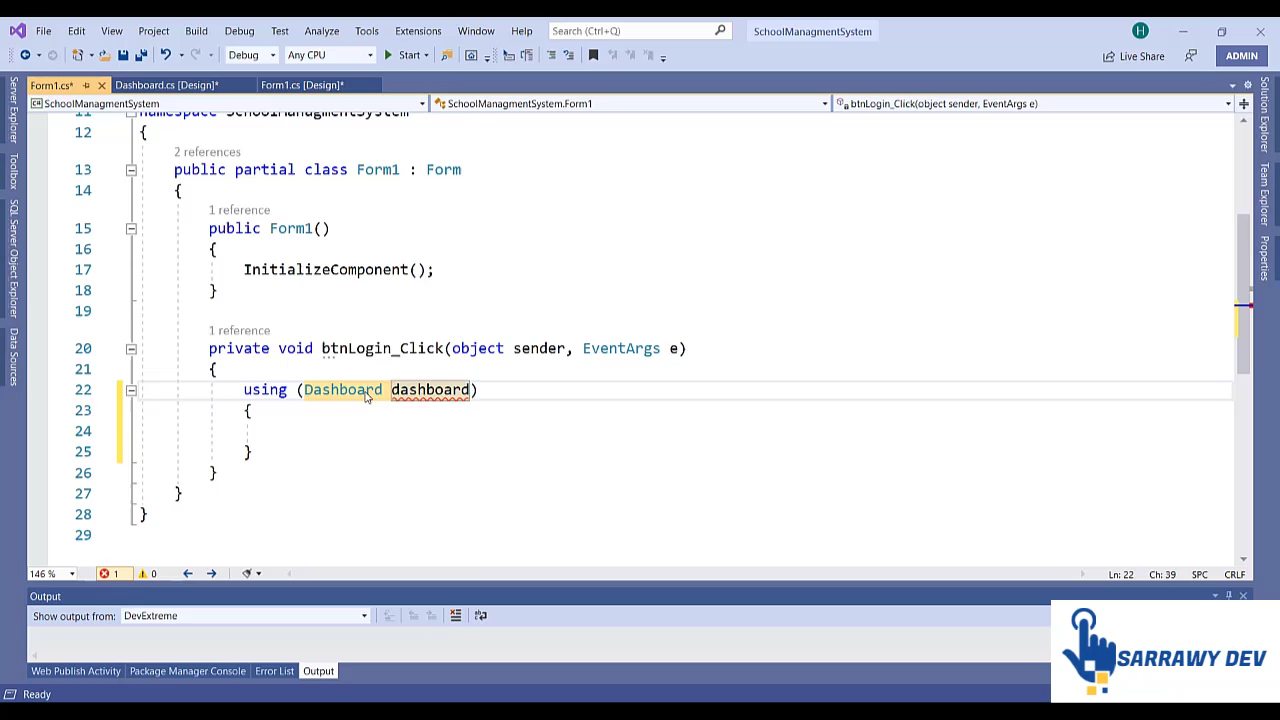 File Edit View Project Build Debug Test Analyze Tools Extensions Window Help Search (Ctrl+Q) SchoolManagmentSystem H
Debug Any CPU Start Live Share ADMIN
Form1.cs* Dashboard.cs [Design]* Form1.cs [Design]*
SchoolManagmentSystem SchoolManagmentSystem.Form1 btnLogin_Click(object sender, EventArgs e)
Server Explorer
Toolbox
SQL Server Object Explorer
Data Sources
11 namespace SchoolManagmentSystem
12 {
2 references
13 public partial class Form1 : Form
14 {
1 reference
15 public Form1()
16 {
17 InitializeComponent();
18 }
19
1 reference
20 private void btnLogin_Click(object sender, EventArgs e)
21 {
22 using (Dashboard dashboard)
23 {
24
25 }
26 }
27 }
28 }
29
Solution Explorer
Team Explorer
Properties
146 % 1 0 Ln: 22 Ch: 39 SPC CRLF
Output
Show output from: DevExtreme
Web Publish Activity Package Manager Console Error List Output
Ready
SARRAWY DEV